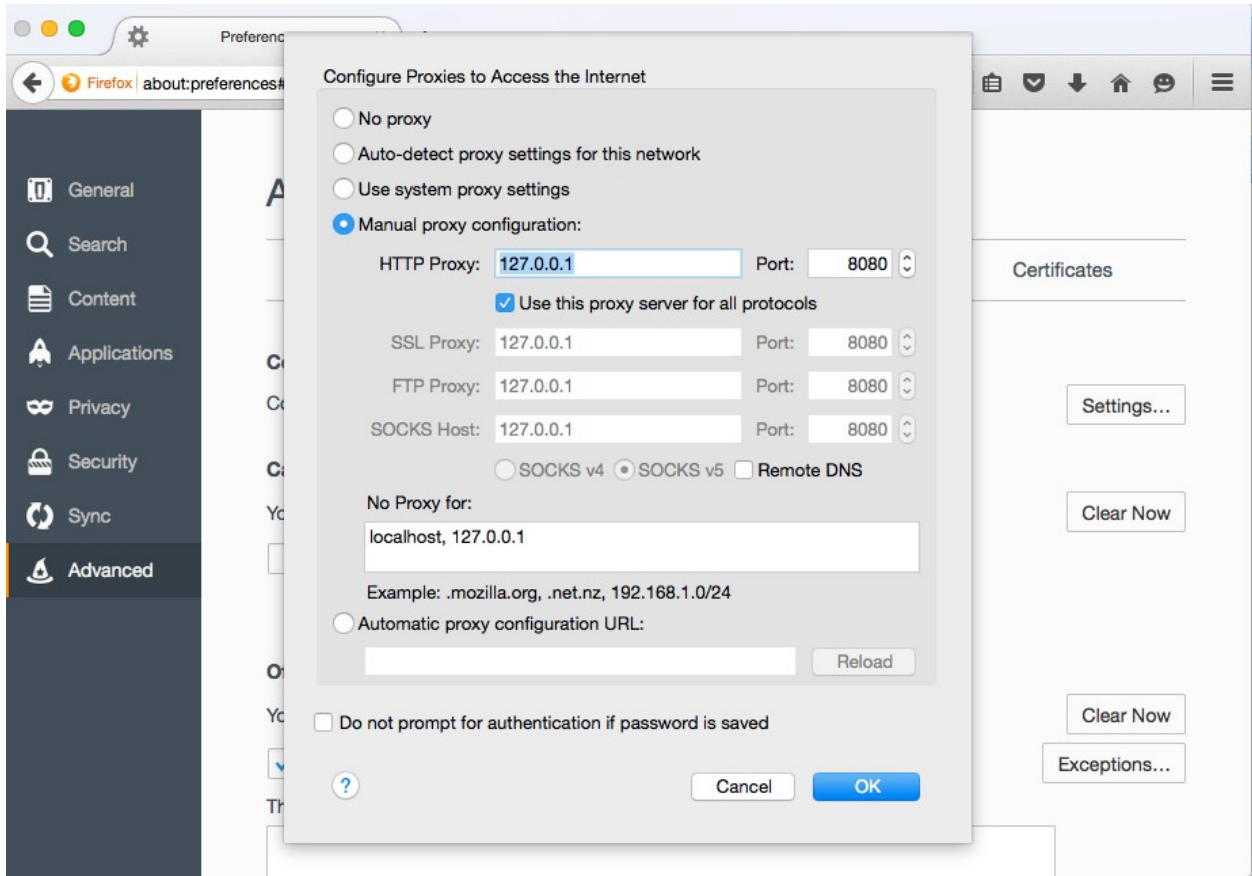 Preferenc
Firefox about:preferences#
Configure Proxies to Access the Internet
No proxy
Auto-detect proxy settings for this network
Use system proxy settings
Manual proxy configuration:
HTTP Proxy: 127.0.0.1 Port: 8080
Use this proxy server for all protocols
SSL Proxy: 127.0.0.1 Port: 8080
FTP Proxy: 127.0.0.1 Port: 8080
SOCKS Host: 127.0.0.1 Port: 8080
SOCKS v4 SOCKS v5 Remote DNS
No Proxy for:
localhost, 127.0.0.1
Example: .mozilla.org, .net.nz, 192.168.1.0/24
Automatic proxy configuration URL:
Reload
Do not prompt for authentication if password is saved
? Cancel OK
General
Search
Content
Applications
Privacy
Security
Sync
Advanced
A
Certificates
Co
Settings...
Ca
Yo
Clear Now
Yo
Clear Now
Exceptions...
Th